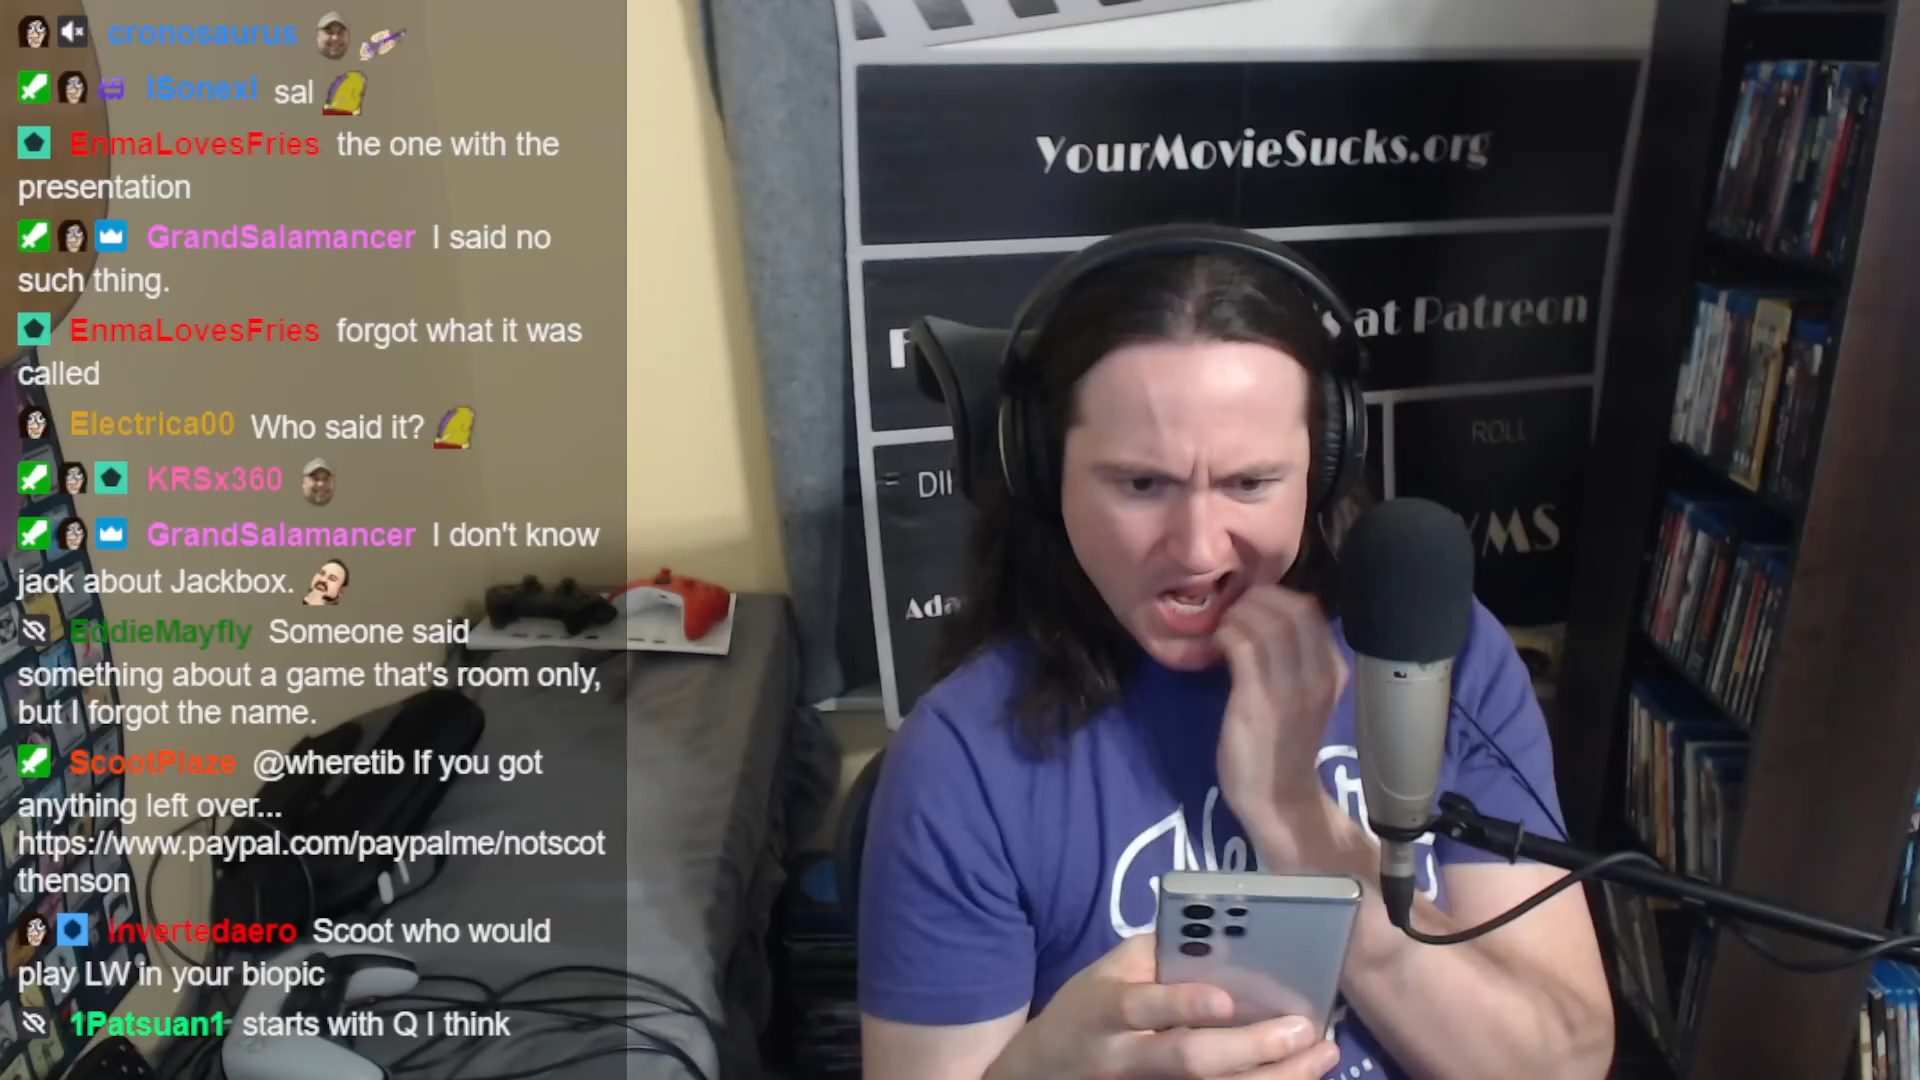 cronosaurus
ISonexI sal
EnmaLovesFries the one with the
presentation
GrandSalamancer I said no
such thing.
EnmaLovesFries forgot what it was
called
Electrica00 Who said it?
KRSx360
GrandSalamancer I don't know
jack about Jackbox.
EddieMayfly Someone said
something about a game that's room only,
but I forgot the name.
ScootPlaze @wheretib If you got
anything left over...
https://www.paypal.com/paypalme/notscot
thenson
Invertedaero Scoot who would
play LW in your biopic
1Patsuan1 starts with Q I think
YourMovieSucks.org
at Patreon
ROLL
YMS